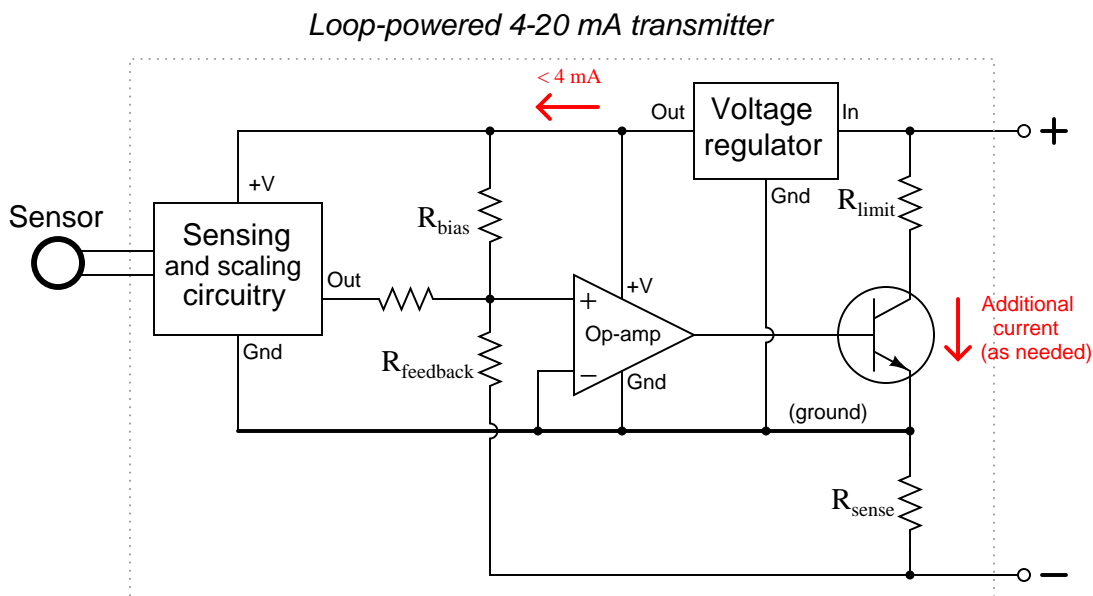 Loop-powered 4-20 mA transmitter
< 4 mA
Out
Voltage
regulator
In
+
Gnd
+V
Rbias
Rlimit
Sensor
Sensing
and scaling
circuitry
Out
+
+V
Op-amp
Additional
current
(as needed)
Gnd
Rfeedback
−
Gnd
(ground)
Rsense
−